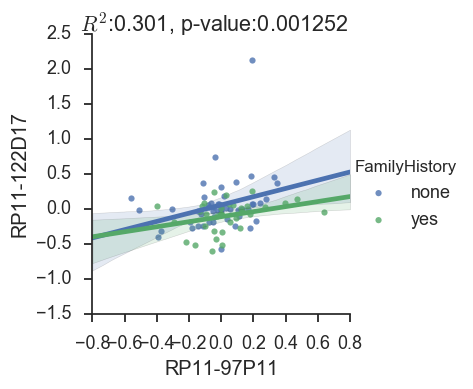 R²:0.301, p-value:0.001252
2.5
2.0
1.5
1.0
0.5
0.0
−0.5
−1.0
−1.5
RP11-122D17
−0.8 −0.6 −0.4 −0.2 0.0 0.2 0.4 0.6 0.8
RP11-97P11
FamilyHistory
none
yes